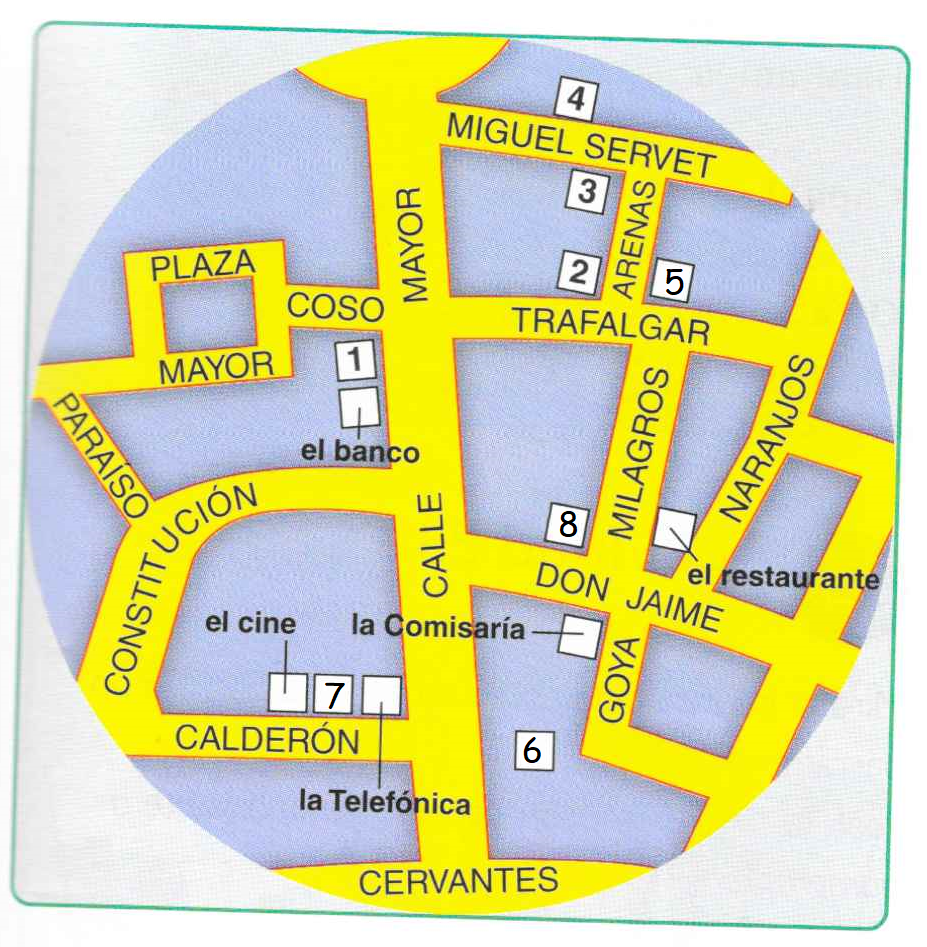 4
MIGUEL SERVET
3
ARENAS
MAYOR
2
5
PLAZA
COSO
TRAFALGAR
1
MAYOR
el banco
PARAÍSO
MILAGROS
NARANJOS
CONSTITUCIÓN
CALLE
8
el restaurante
DON JAIME
el cine
la Comisaría
GOYA
7
CALDERÓN
6
la Telefónica
CERVANTES